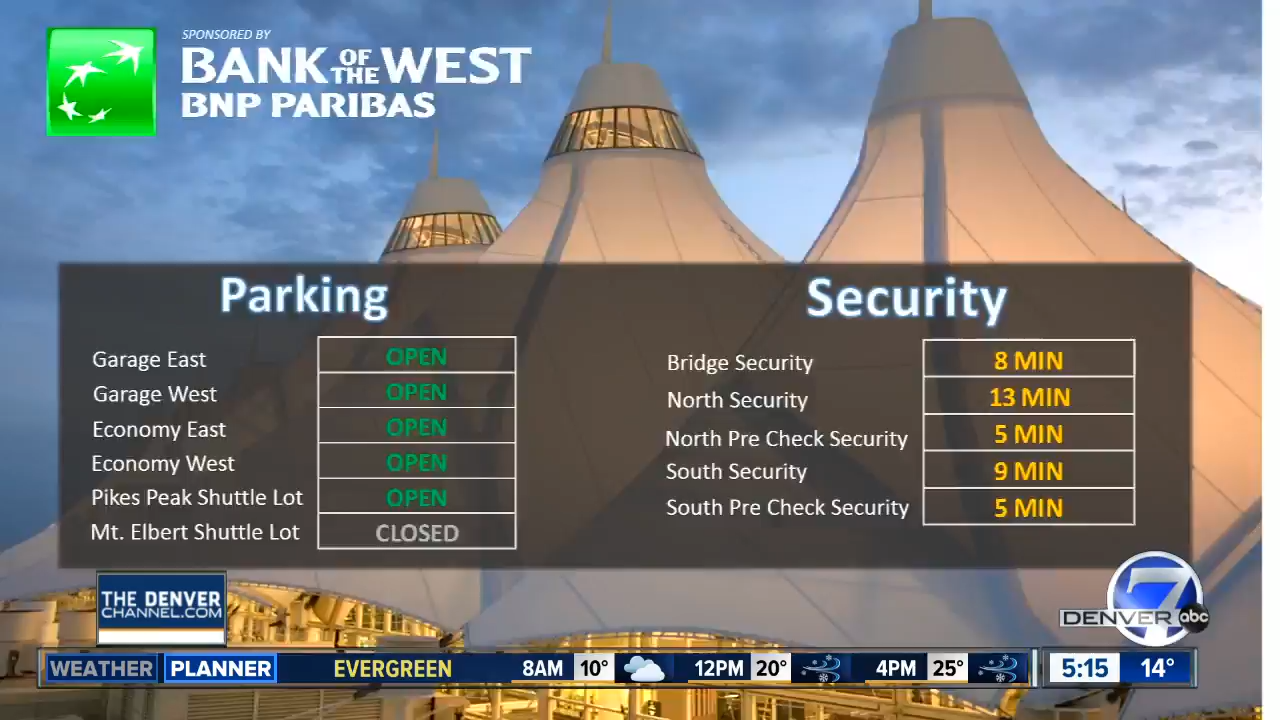 SPONSORED BY
BANK OF THE WEST
BNP PARIBAS
Parking
Garage East OPEN
Garage West OPEN
Economy East OPEN
Economy West OPEN
Pikes Peak Shuttle Lot OPEN
Mt. Elbert Shuttle Lot CLOSED
Security
Bridge Security 8 MIN
North Security 13 MIN
North Pre Check Security 5 MIN
South Security 9 MIN
South Pre Check Security 5 MIN
THE DENVER
CHANNEL.COM
DENVER 7 abc
WEATHER PLANNER EVERGREEN 8AM 10° 12PM 20° 4PM 25° 5:15 14°